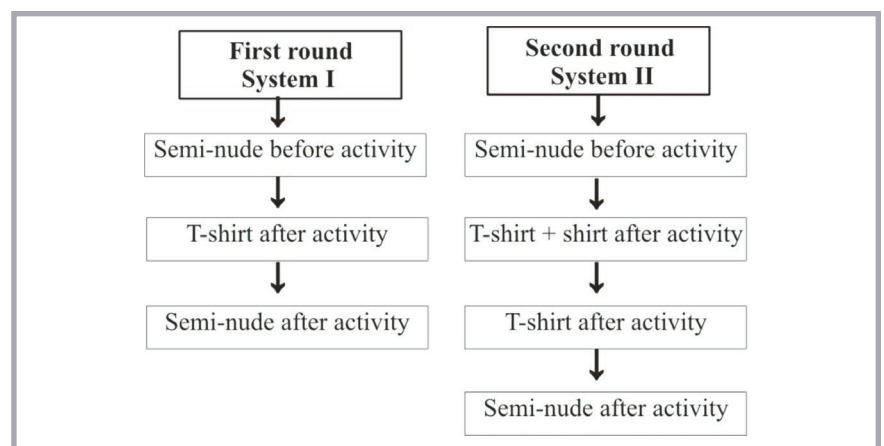 First round
System I
Semi-nude before activity
T-shirt after activity
Semi-nude after activity
Second round
System II
Semi-nude before activity
T-shirt + shirt after activity
T-shirt after activity
Semi-nude after activity